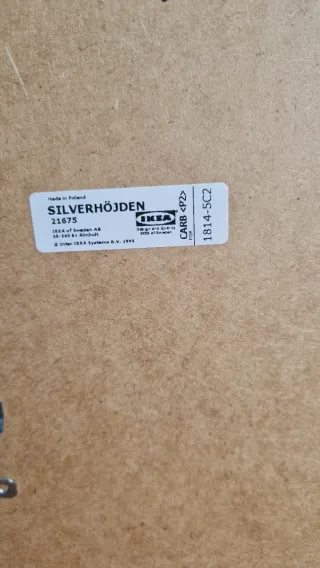 Made in Poland
SILVERHÖJDEN
21675
IKEA of Sweden AB
SE-343 81 Älmhult
© Inter IKEA Systems B.V. 1991
IKEA
Design and Quality
IKEA of Sweden
CARB <P2>
1814-5C2